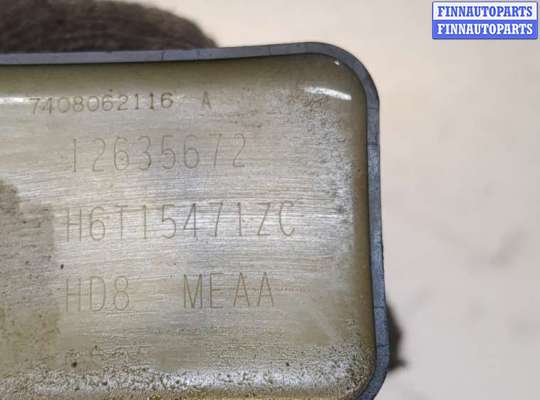 FINNAUTOPARTS
FINNAUTOPARTS
7408062116 A
12635672
H6T15471ZC
HD8 MEAA